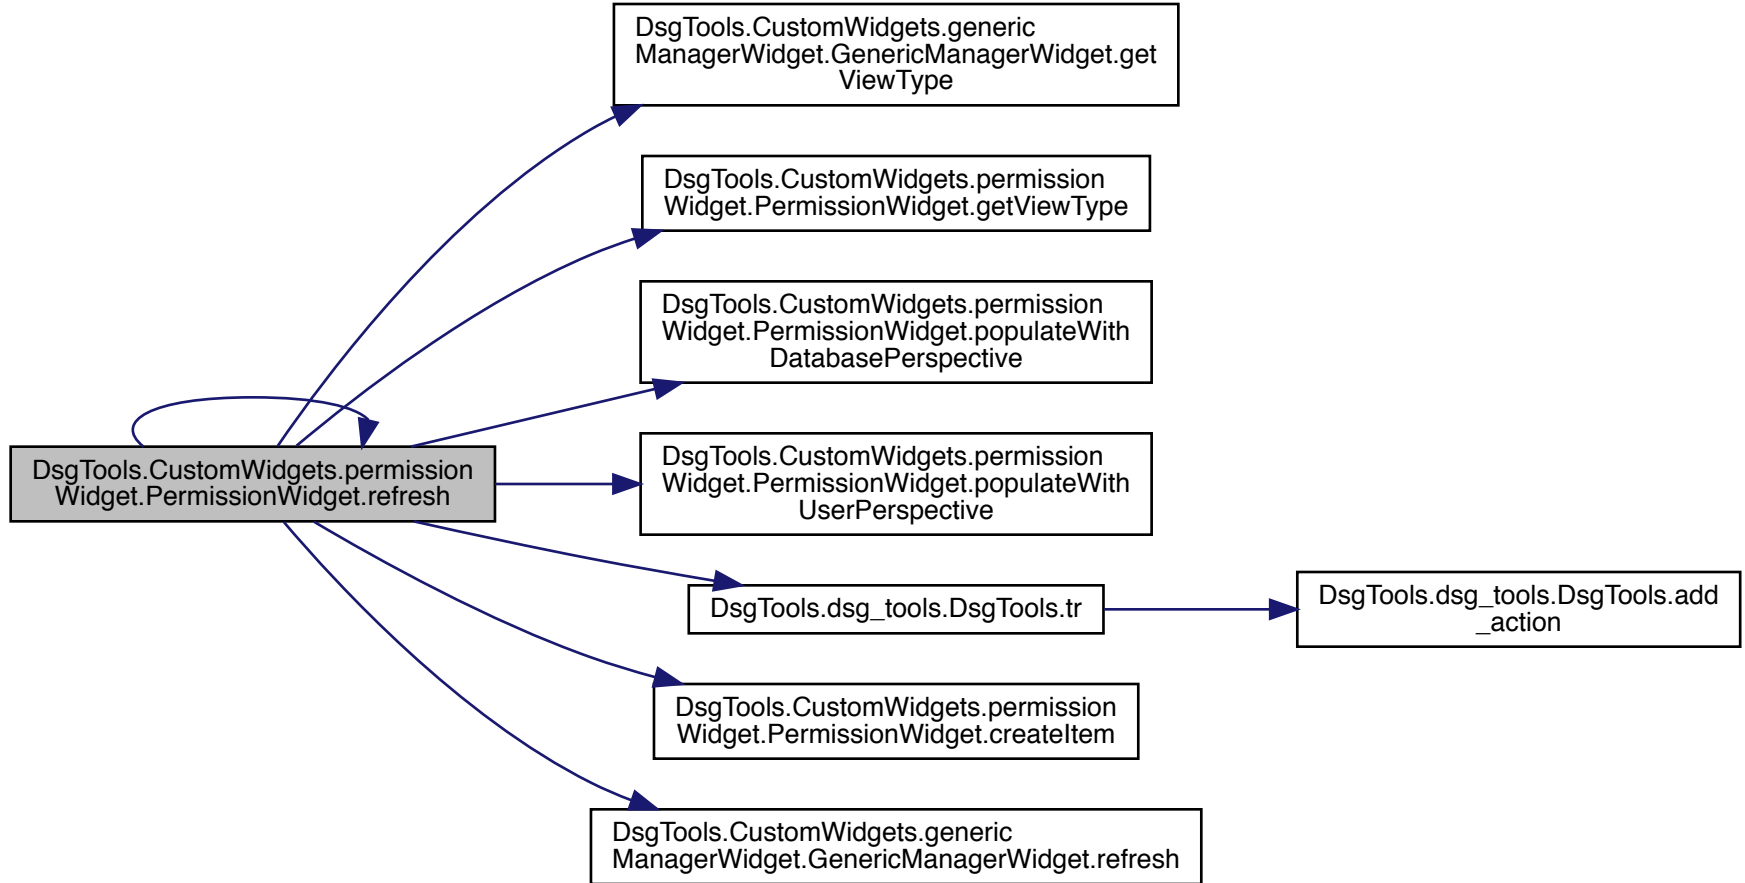 DsgTools.CustomWidgets.generic
ManagerWidget.GenericManagerWidget.get
ViewType
DsgTools.CustomWidgets.permission
Widget.PermissionWidget.getViewType
DsgTools.CustomWidgets.permission
Widget.PermissionWidget.populateWith
DatabasePerspective
DsgTools.CustomWidgets.permission
Widget.PermissionWidget.refresh
DsgTools.CustomWidgets.permission
Widget.PermissionWidget.populateWith
UserPerspective
DsgTools.dsg_tools.DsgTools.tr
DsgTools.dsg_tools.DsgTools.add
_action
DsgTools.CustomWidgets.permission
Widget.PermissionWidget.createItem
DsgTools.CustomWidgets.generic
ManagerWidget.GenericManagerWidget.refresh